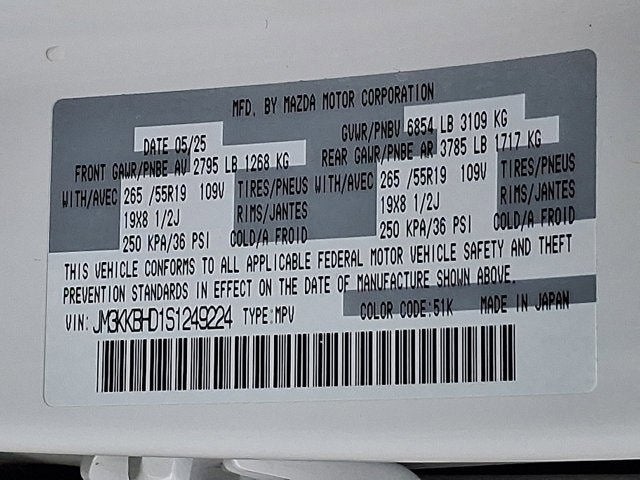 MFD. BY MAZDA MOTOR CORPORATION
DATE 05/25 GVWR/PNBV 6854 LB 3109 KG
FRONT GAWR/PNBE AV 2795 LB 1268 KG REAR GAWR/PNBE AR 3785 LB 1717 KG
WITH/AVEC 265 /55R19 109V TIRES/PNEUS WITH/AVEC 265 /55R19 109V TIRES/PNEUS
19X8 1/2J RIMS/JANTES 19X8 1/2J RIMS/JANTES
250 KPA/36 PSI COLD/A FROID 250 KPA/36 PSI COLD/A FROID
THIS VEHICLE CONFORMS TO ALL APPLICABLE FEDERAL MOTOR VEHICLE SAFETY AND THEFT
PREVENTION STANDARDS IN EFFECT ON THE DATE OF MANUFACTURE SHOWN ABOVE.
COLOR CODE:51K MADE IN JAPAN
VIN: JM3KKBHD1S1249224 TYPE:MPV